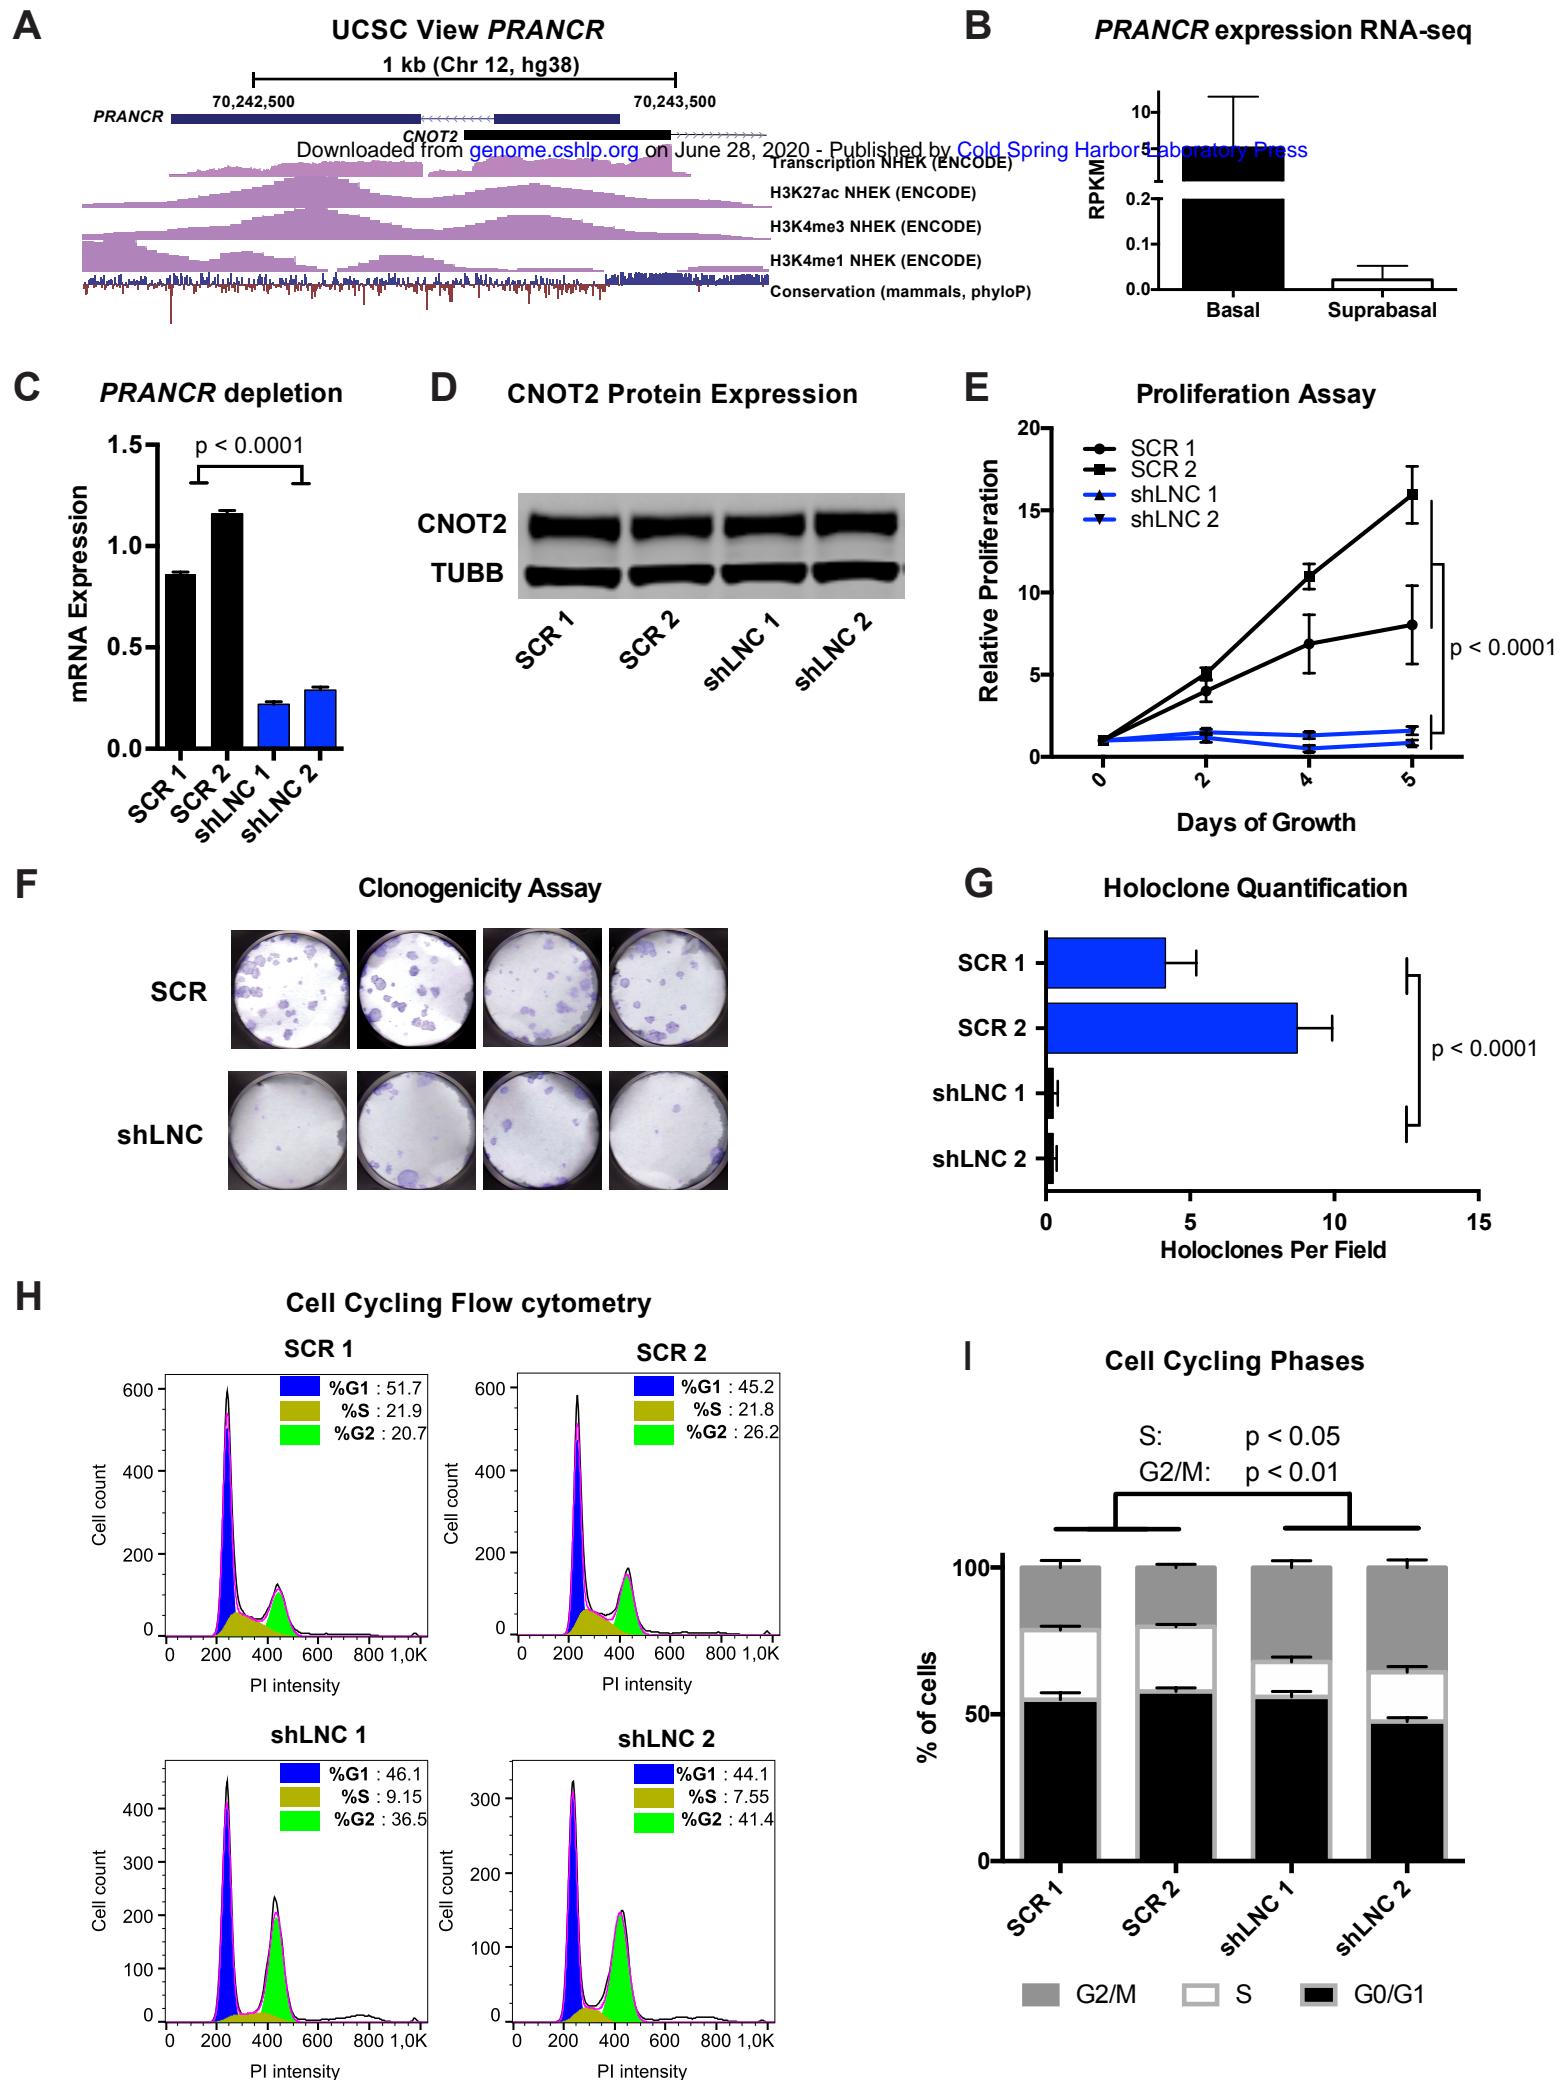 A
UCSC View PRANCR
1 kb (Chr 12, hg38)
70,242,500
70,243,500
PRANCR
CNOT2
Downloaded from genome.cshlp.org on June 28, 2020 - Published by Cold Spring Harbor Laboratory Press
Transcription NHEK (ENCODE)
H3K27ac NHEK (ENCODE)
H3K4me3 NHEK (ENCODE)
H3K4me1 NHEK (ENCODE)
Conservation (mammals, phyloP)
B
PRANCR expression RNA-seq
RPKM
10
5
0.2
0.1
0.0
Basal
Suprabasal
C
PRANCR depletion
p < 0.0001
mRNA Expression
1.5
1.0
0.5
0.0
SCR 1
SCR 2
shLNC 1
shLNC 2
D
CNOT2 Protein Expression
CNOT2
TUBB
SCR 1
SCR 2
shLNC 1
shLNC 2
E
Proliferation Assay
Relative Proliferation
20
15
10
5
0
SCR 1
SCR 2
shLNC 1
shLNC 2
p < 0.0001
0
2
4
5
Days of Growth
F
Clonogenicity Assay
SCR
shLNC
G
Holoclone Quantification
SCR 1
SCR 2
shLNC 1
shLNC 2
p < 0.0001
0
5
10
15
Holoclones Per Field
H
Cell Cycling Flow cytometry
SCR 1
%G1 : 51.7
%S : 21.9
%G2 : 20.7
Cell count
600
400
200
0
0 200 400 600 800 1,0K
PI intensity
SCR 2
%G1 : 45.2
%S : 21.8
%G2 : 26.2
Cell count
600
400
200
0
0 200 400 600 800 1,0K
PI intensity
shLNC 1
%G1 : 46.1
%S : 9.15
%G2 : 36.5
Cell count
400
300
200
100
0
0 200 400 600 800 1,0K
PI intensity
shLNC 2
%G1 : 44.1
%S : 7.55
%G2 : 41.4
Cell count
300
200
100
0
0 200 400 600 800 1,0K
PI intensity
I
Cell Cycling Phases
S: p < 0.05
G2/M: p < 0.01
% of cells
100
50
0
SCR 1
SCR 2
shLNC 1
shLNC 2
G2/M
S
G0/G1